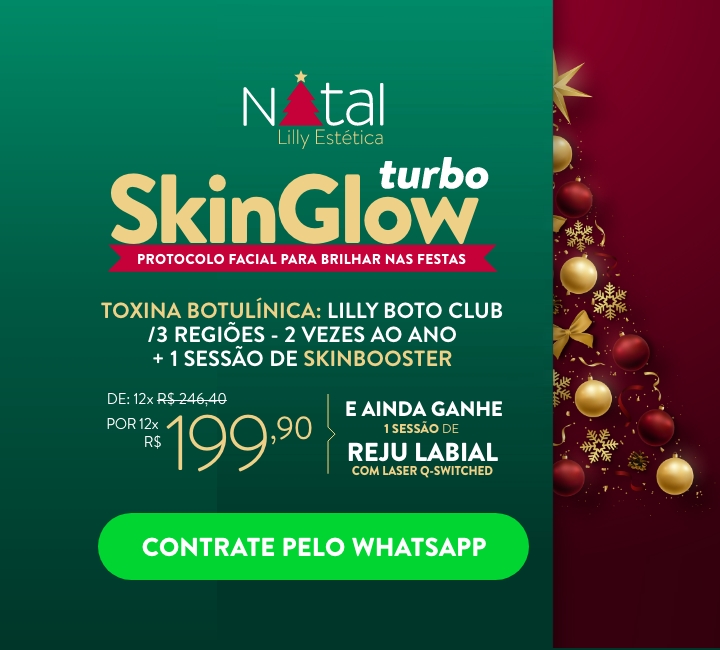 Natal
Lilly Estética
turbo
SkinGlow
PROTOCOLO FACIAL PARA BRILHAR NAS FESTAS
TOXINA BOTULÍNICA: LILLY BOTO CLUB
/3 REGIÕES - 2 VEZES AO ANO
+ 1 SESSÃO DE SKINBOOSTER
DE: 12x R$ 246,40
POR 12x
R$ 199,90
E AINDA GANHE
1 SESSÃO DE
REJU LABIAL
COM LASER Q-SWITCHED
CONTRATE PELO WHATSAPP